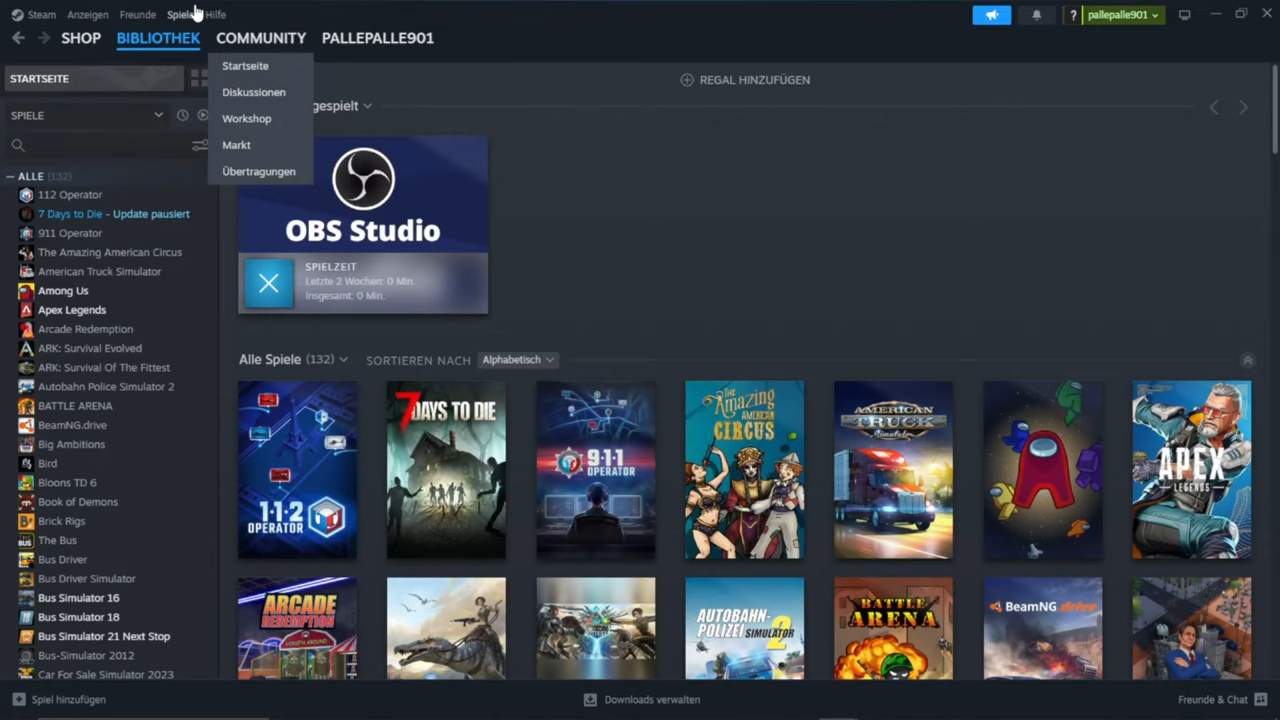 Steam Anzeigen Freunde Spiele Hilfe
? pallepalle901
SHOP BIBLIOTHEK COMMUNITY PALLEPALLE901
STARTSEITE
Startseite
Diskussionen
Workshop
Markt
Übertragungen
REGAL HINZUFÜGEN
SPIELE
gespielt
ALLE (132)
112 Operator
7 Days to Die - Update pausiert
911 Operator
The Amazing American Circus
American Truck Simulator
Among Us
Apex Legends
Arcade Redemption
ARK: Survival Evolved
ARK: Survival Of The Fittest
Autobahn Police Simulator 2
BATTLE ARENA
BeamNG.drive
Big Ambitions
Bird
Bloons TD 6
Book of Demons
Brick Rigs
The Bus
Bus Driver
Bus Driver Simulator
Bus Simulator 16
Bus Simulator 18
Bus Simulator 21 Next Stop
Bus-Simulator 2012
Car For Sale Simulator 2023
OBS Studio
SPIELZEIT
Letzte 2 Wochen: 0 Min.
Insgesamt: 0 Min.
Alle Spiele (132) SORTIEREN NACH Alphabetisch
1·1·2
OPERATOR
7 DAYS TO DIE
9·1·1
OPERATOR
THE
Amazing
AMERICAN
CIRCUS
AMERICAN
TRUCK
Simulator
APEX
LEGENDS
ARCADE
REDEMPTION
AUTOBAHN-
POLIZEI SIMULATOR 2
BATTLE
ARENA
BeamNG drive
Spiel hinzufügen
Downloads verwalten
Freunde & Chat